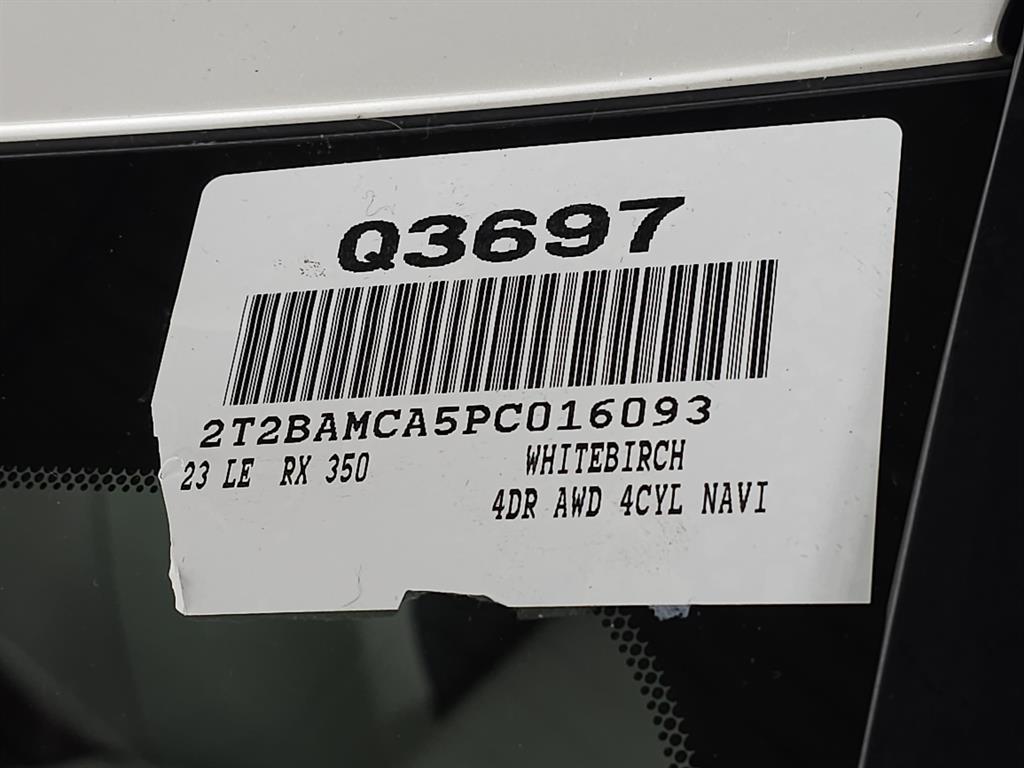 Q3697
2T2BAMCA5PC016093
23 LE RX 350 WHITEBIRCH
4DR AWD 4CYL NAVI